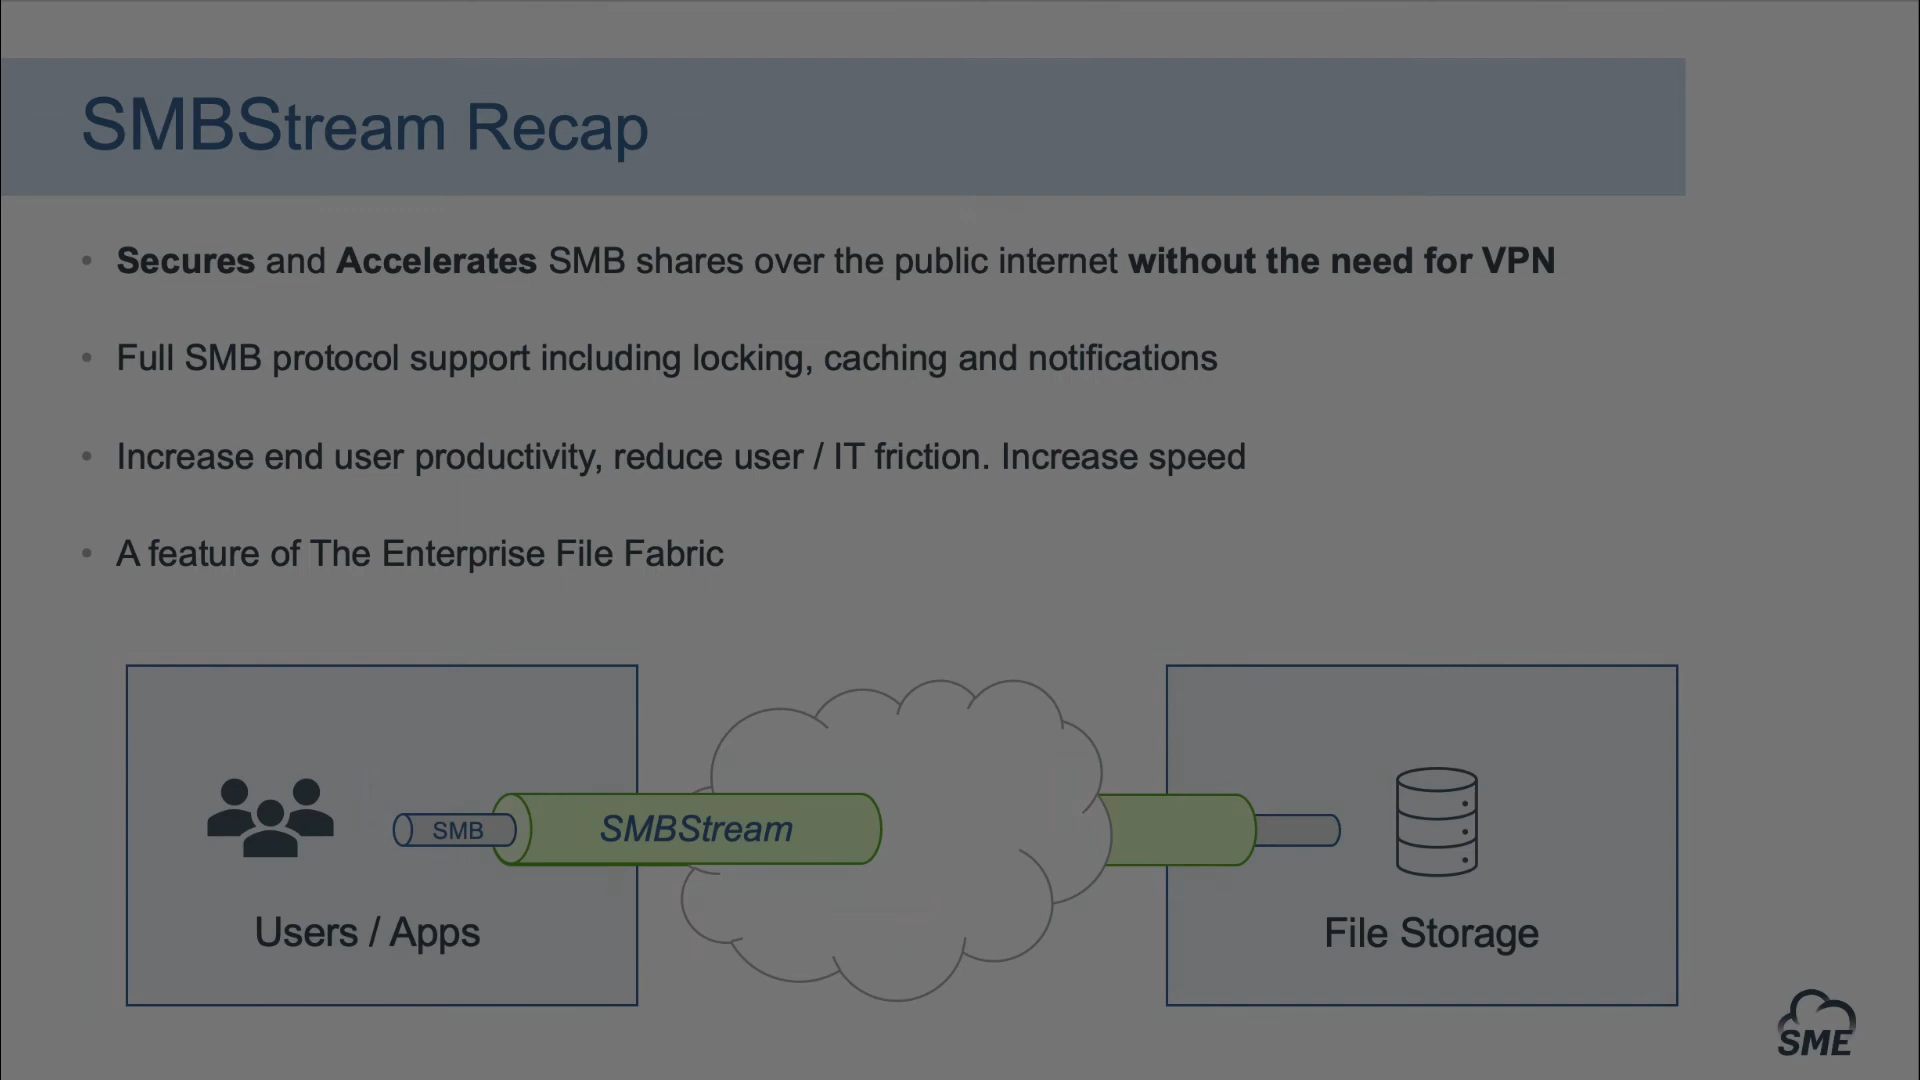 SMBStream Recap
• Secures and Accelerates SMB shares over the public internet without the need for VPN
• Full SMB protocol support including locking, caching and notifications
• Increase end user productivity, reduce user / IT friction. Increase speed
• A feature of The Enterprise File Fabric
SMB
SMBStream
Users / Apps
File Storage
SME